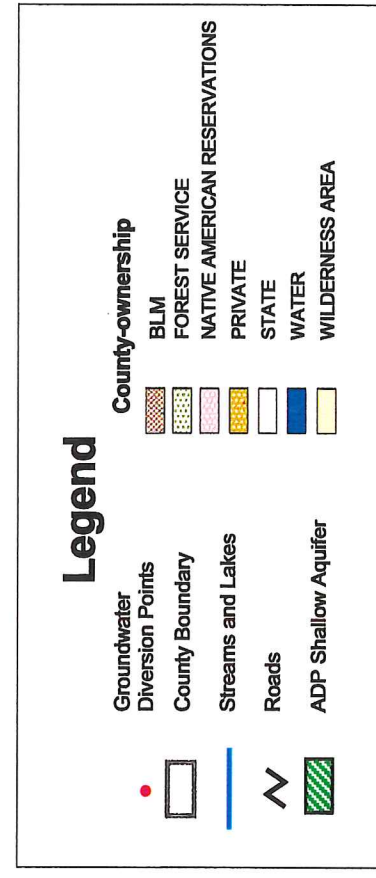 Legend
Groundwater
Diversion Points
County Boundary
Streams and Lakes
Roads
ADP Shallow Aquifer
County-ownership
BLM
FOREST SERVICE
NATIVE AMERICAN RESERVATIONS
PRIVATE
STATE
WATER
WILDERNESS AREA